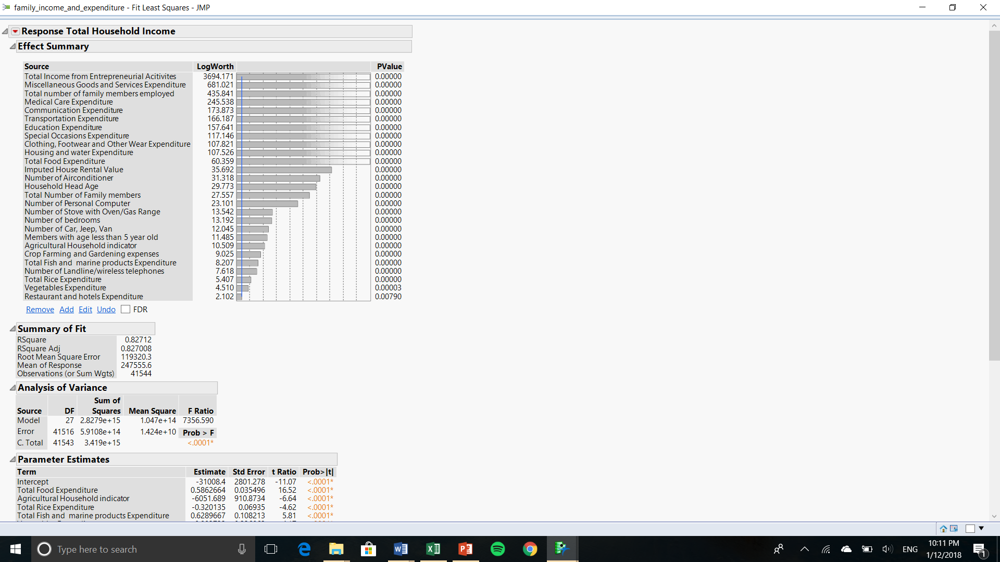 family_income_and_expenditure - Fit Least Squares - JMP
Response Total Household Income
Effect Summary
Source LogWorth PValue
Total Income from Entrepreneurial Acitivites 3694.171 0.00000
Miscellaneous Goods and Services Expenditure 681.021 0.00000
Total number of family members employed 435.841 0.00000
Medical Care Expenditure 245.538 0.00000
Communication Expenditure 173.873 0.00000
Transportation Expenditure 166.187 0.00000
Education Expenditure 157.641 0.00000
Special Occasions Expenditure 117.146 0.00000
Clothing, Footwear and Other Wear Expenditure 107.821 0.00000
Housing and water Expenditure 107.526 0.00000
Total Food Expenditure 60.359 0.00000
Imputed House Rental Value 35.692 0.00000
Number of Airconditioner 31.318 0.00000
Household Head Age 29.773 0.00000
Total Number of Family members 27.557 0.00000
Number of Personal Computer 23.101 0.00000
Number of Stove with Oven/Gas Range 13.542 0.00000
Number of bedrooms 13.192 0.00000
Number of Car, Jeep, Van 12.045 0.00000
Members with age less than 5 year old 11.485 0.00000
Agricultural Household indicator 10.509 0.00000
Crop Farming and Gardening expenses 9.025 0.00000
Total Fish and  marine products Expenditure 8.207 0.00000
Number of Landline/wireless telephones 7.618 0.00000
Total Rice Expenditure 5.407 0.00000
Vegetables Expenditure 4.510 0.00003
Restaurant and hotels Expenditure 2.102 0.00790
Remove Add Edit Undo FDR
Summary of Fit
RSquare 0.82712
RSquare Adj 0.827008
Root Mean Square Error 119320.3
Mean of Response 247555.6
Observations (or Sum Wgts) 41544
Analysis of Variance
Sum of
Source DF Squares Mean Square F Ratio
Model 27 2.8279e+15 1.047e+14 7356.590
Error 41516 5.9108e+14 1.424e+10 Prob > F
C. Total 41543 3.419e+15 <.0001*
Parameter Estimates
Term Estimate Std Error t Ratio Prob>|t|
Intercept -31008.4 2801.278 -11.07 <.0001*
Total Food Expenditure 0.5862664 0.035496 16.52 <.0001*
Agricultural Household indicator -6051.689 910.8734 -6.64 <.0001*
Total Rice Expenditure -0.320135 0.06935 -4.62 <.0001*
Total Fish and  marine products Expenditure 0.6289667 0.108213 5.81 <.0001*
Type here to search
ENG
10:11 PM
1/12/2018
1